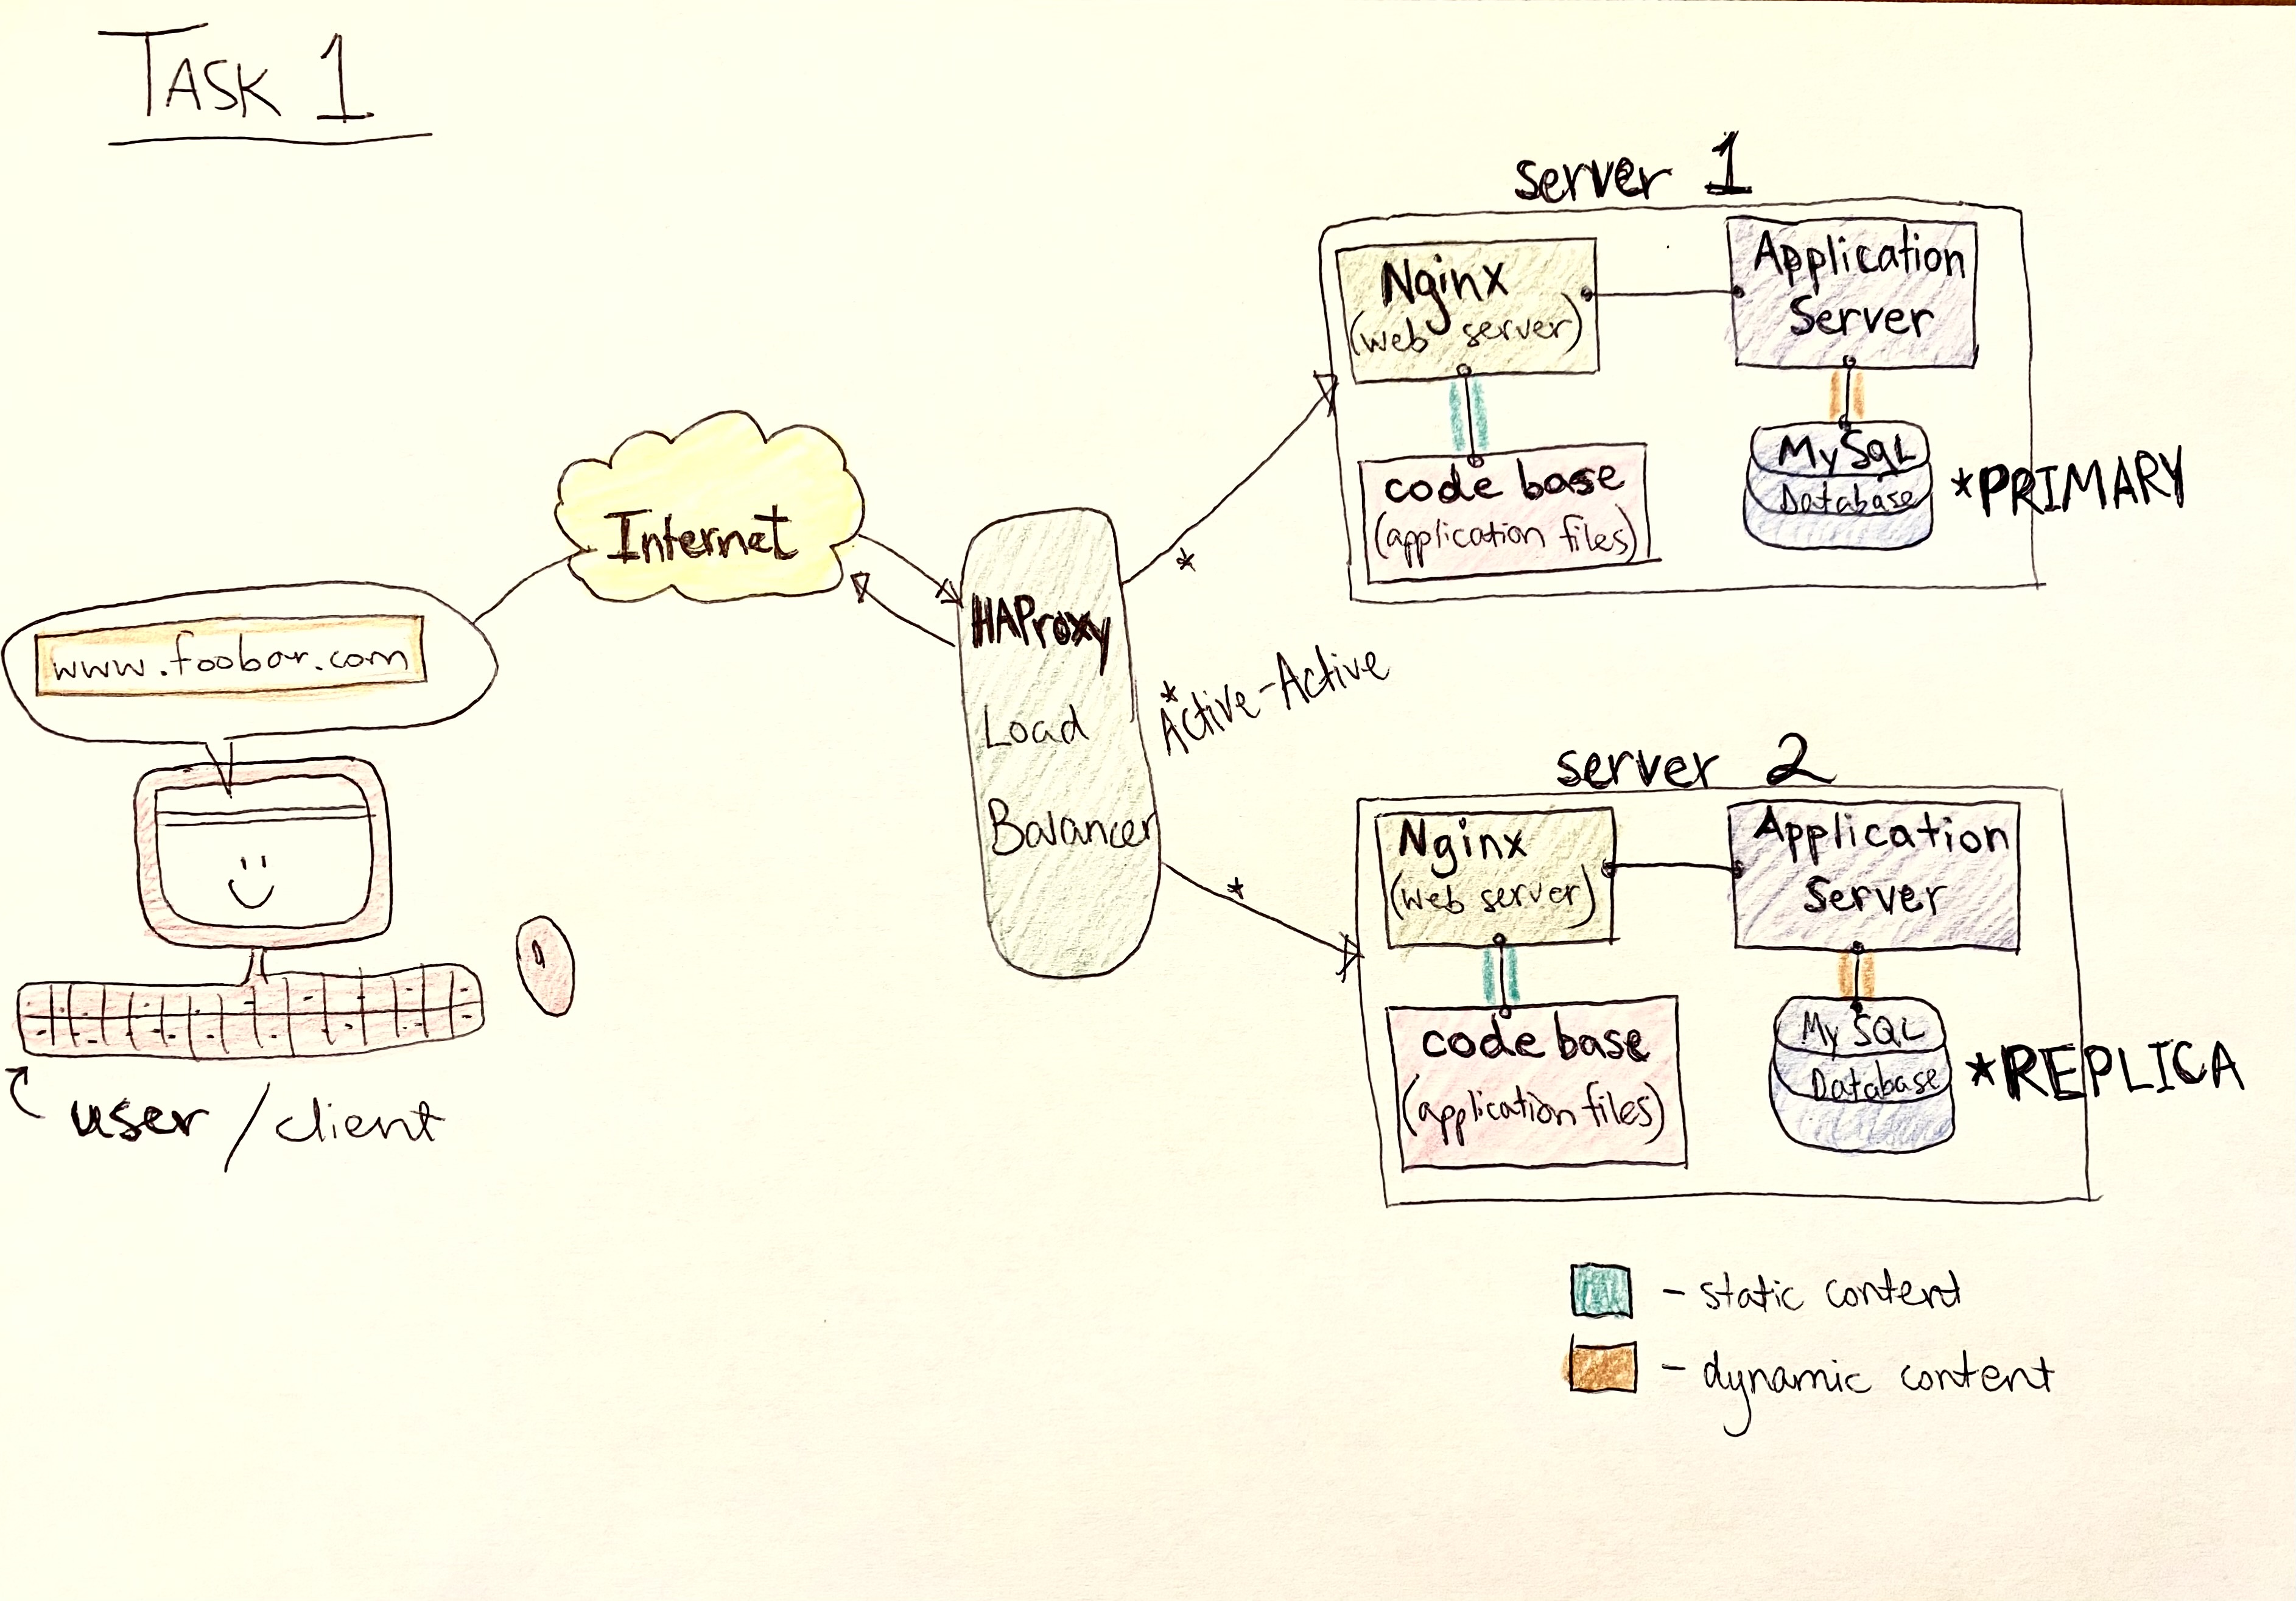 TASK 1
www.foobar.com
user / client
Internet
HAProxy
Load
Balancer
*
*
*
Active-Active
server 1
Nginx
(web server)
Application
Server
code base
(application files)
MySQL
Database
*PRIMARY
server 2
Nginx
(web server)
Application
Server
code base
(application files)
MySQL
Database
*REPLICA
- static content
- dynamic content